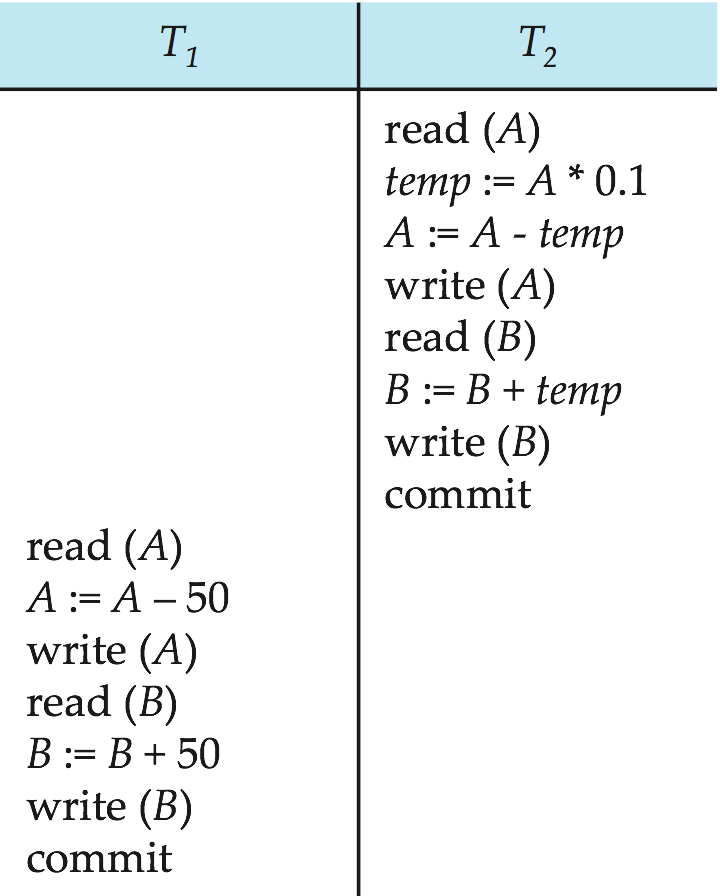 T1 T2
read (A)
temp := A * 0.1
A := A - temp
write (A)
read (B)
B := B + temp
write (B)
commit
read (A)
A := A – 50
write (A)
read (B)
B := B + 50
write (B)
commit